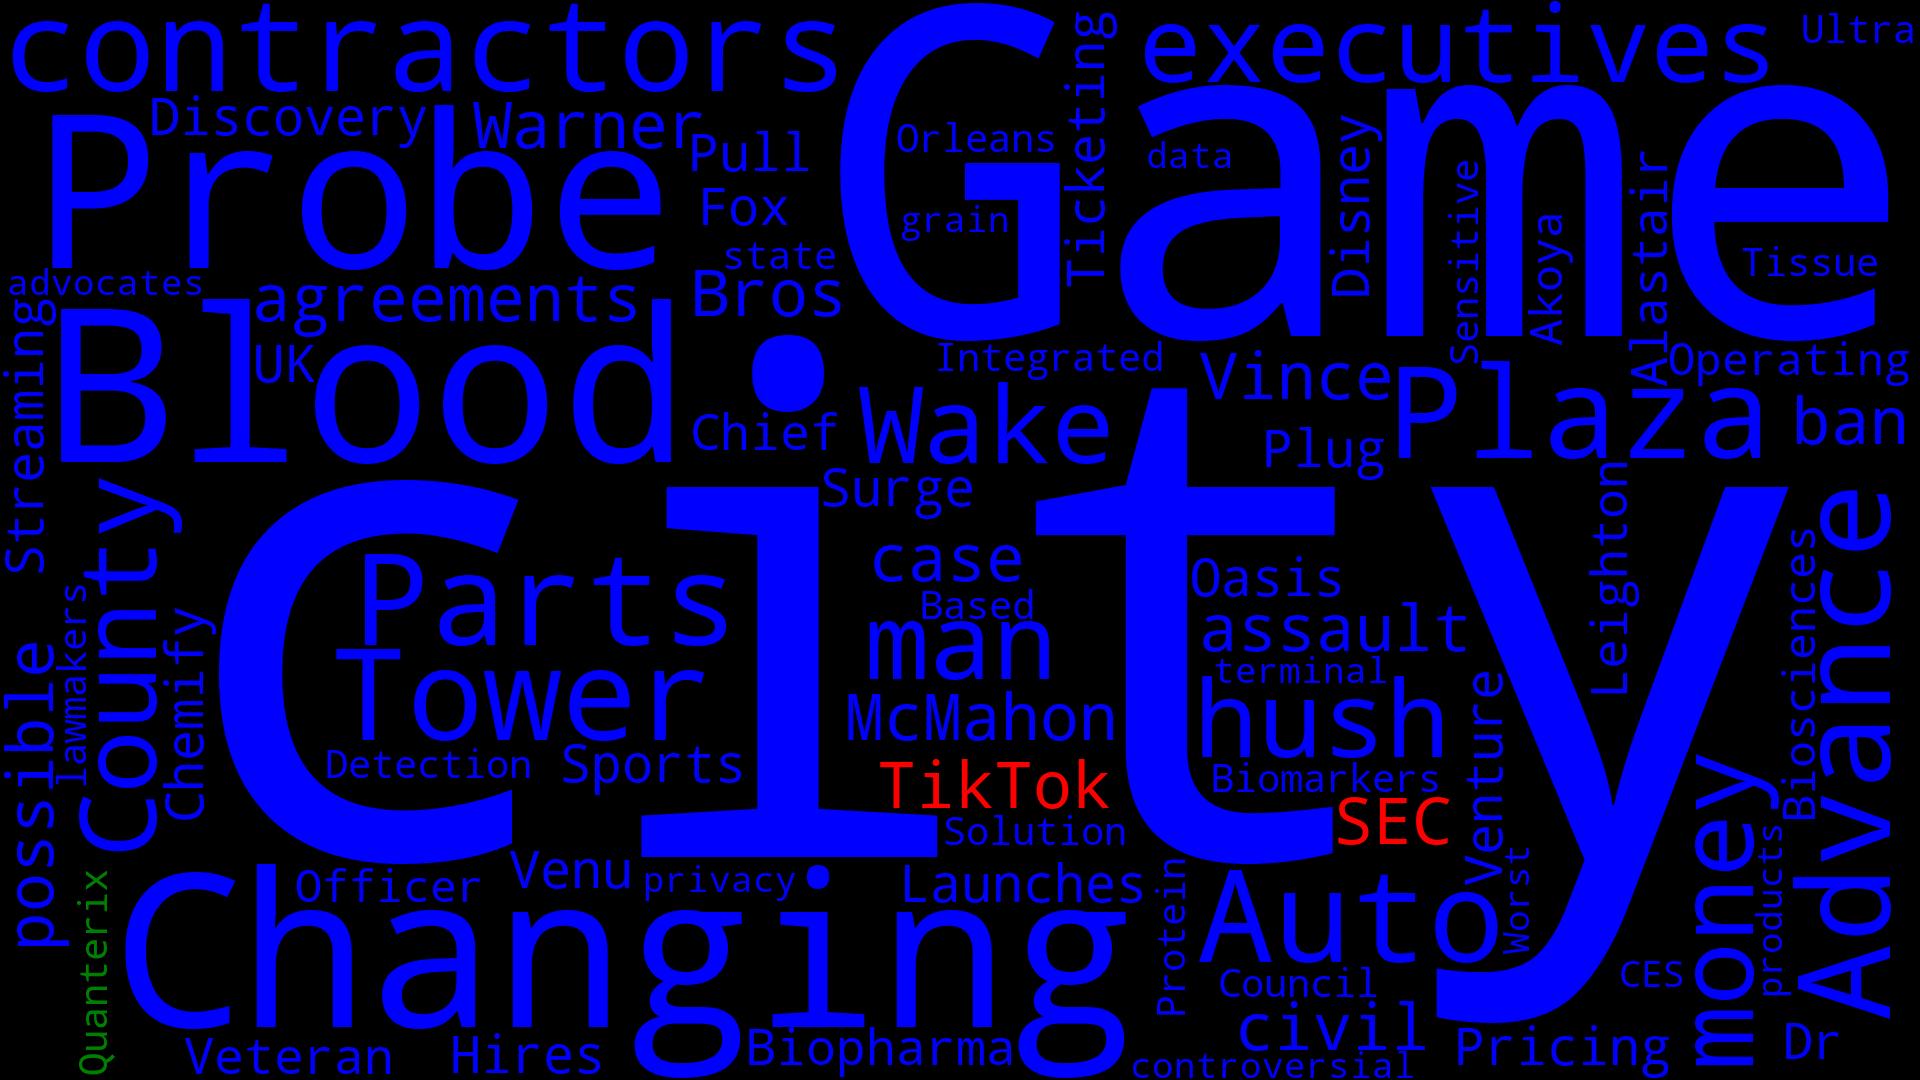 contractors
Game
executives
Ultra
Ticketing
Discovery
Warner
Probe
Pull
Orleans
data
Disney
Fox
grain
Sensitive
Akoya
Alastair
Tissue
state
advocates
agreements
Bros
Streaming
Blood
UK
Integrated
Vince
Operating
Chief
Wake
Plug
Plaza
ban
Surge
City
County
Parts
case
Based
Oasis
Leighton
Biosciences
Advance
man
assault
possible
lawmakers
Chemify
Tower
terminal
McMahon
hush
Venture
Detection
Sports
TikTok
Biomarkers
SEC
Solution
money
products
Officer
Venu
privacy
Launches
Quanterix
Changing
Protein
Auto
Worst
Council
CES
civil
Veteran
Hires
Biopharma
controversial
Pricing
Dr